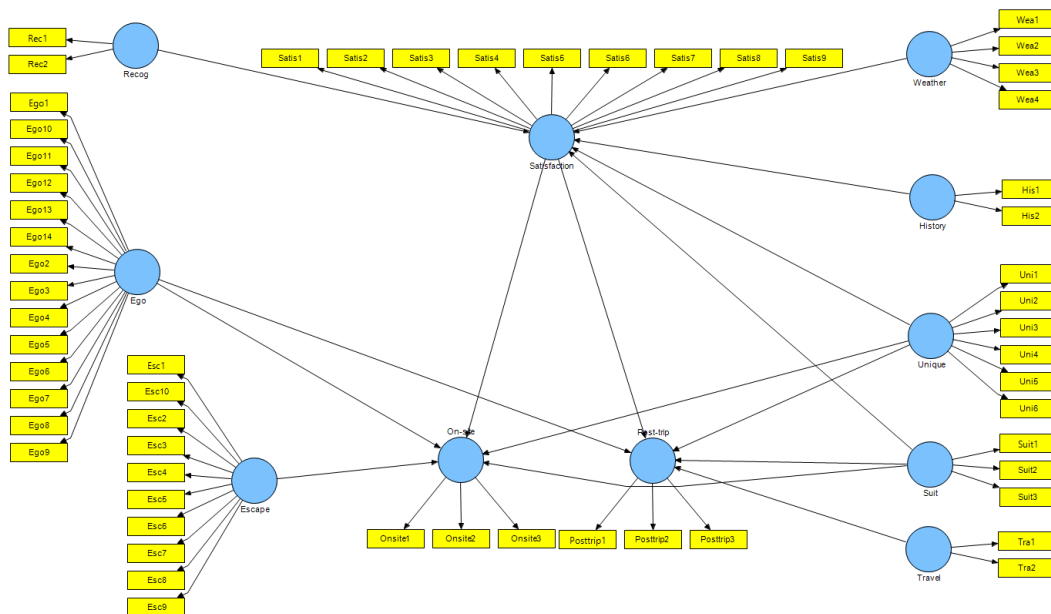 Rec1
Rec2
Recog
Satis1
Satis2
Satis3
Satis4
Satis5
Satis6
Satis7
Satis8
Satis9
Satisfaction
Wea1
Wea2
Wea3
Wea4
Weather
Ego1
Ego10
Ego11
Ego12
Ego13
Ego14
Ego2
Ego3
Ego4
Ego5
Ego6
Ego7
Ego8
Ego9
Ego
His1
His2
History
Uni1
Uni2
Uni3
Uni4
Uni5
Uni6
Unique
Esc1
Esc10
Esc2
Esc3
Esc4
Esc5
Esc6
Esc7
Esc8
Esc9
Escape
On-site
Onsite1
Onsite2
Onsite3
Post-trip
Posttrip1
Posttrip2
Posttrip3
Suit1
Suit2
Suit3
Suit
Tra1
Tra2
Travel